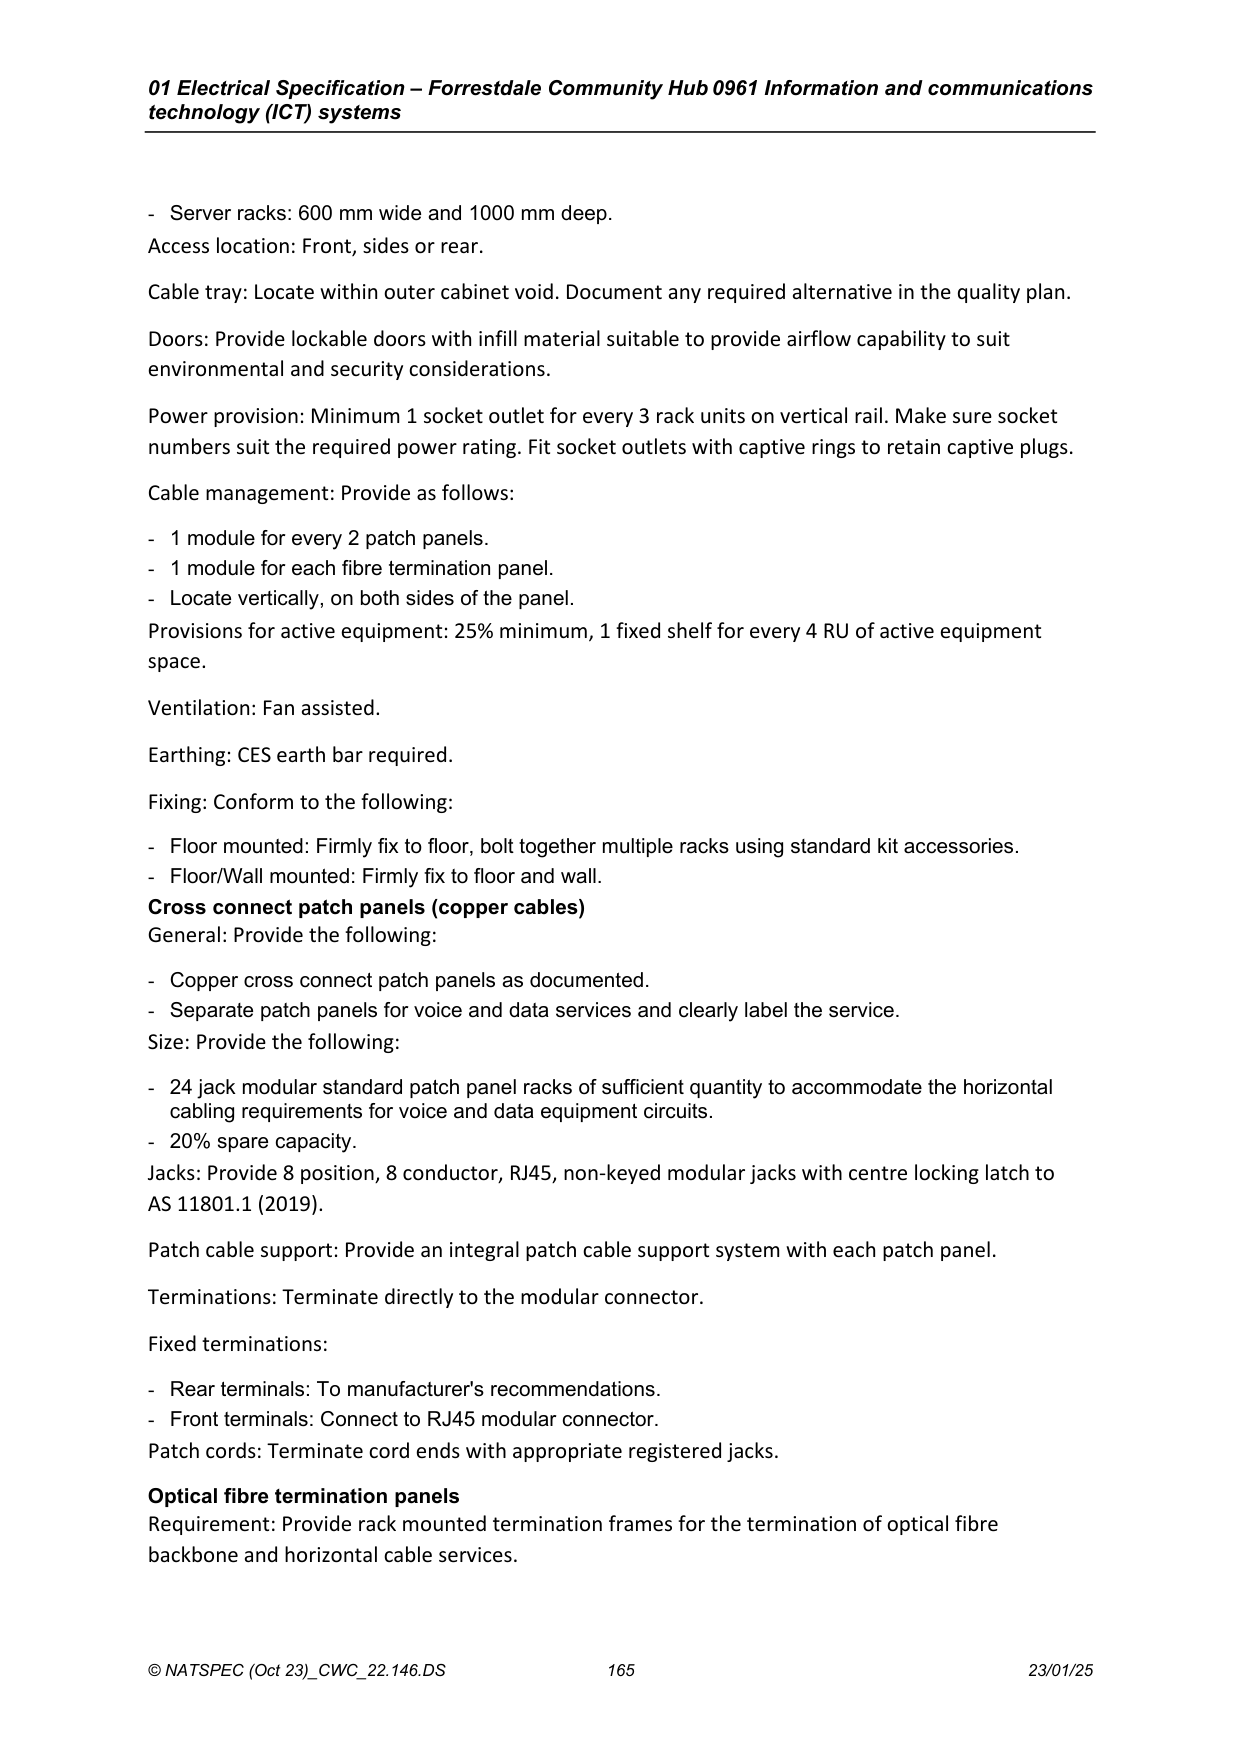 01 Electrical Specification – Forrestdale Community Hub 0961 Information and communications
technology (ICT) systems
- Server racks: 600 mm wide and 1000 mm deep.
Access location: Front, sides or rear.
Cable tray: Locate within outer cabinet void. Document any required alternative in the quality plan.
Doors: Provide lockable doors with infill material suitable to provide airflow capability to suit
environmental and security considerations.
Power provision: Minimum 1 socket outlet for every 3 rack units on vertical rail. Make sure socket
numbers suit the required power rating. Fit socket outlets with captive rings to retain captive plugs.
Cable management: Provide as follows:
- 1 module for every 2 patch panels.
- 1 module for each fibre termination panel.
- Locate vertically, on both sides of the panel.
Provisions for active equipment: 25% minimum, 1 fixed shelf for every 4 RU of active equipment
space.
Ventilation: Fan assisted.
Earthing: CES earth bar required.
Fixing: Conform to the following:
- Floor mounted: Firmly fix to floor, bolt together multiple racks using standard kit accessories.
- Floor/Wall mounted: Firmly fix to floor and wall.
Cross connect patch panels (copper cables)
General: Provide the following:
- Copper cross connect patch panels as documented.
- Separate patch panels for voice and data services and clearly label the service.
Size: Provide the following:
- 24 jack modular standard patch panel racks of sufficient quantity to accommodate the horizontal
cabling requirements for voice and data equipment circuits.
- 20% spare capacity.
Jacks: Provide 8 position, 8 conductor, RJ45, non-keyed modular jacks with centre locking latch to
AS 11801.1 (2019).
Patch cable support: Provide an integral patch cable support system with each patch panel.
Terminations: Terminate directly to the modular connector.
Fixed terminations:
- Rear terminals: To manufacturer's recommendations.
- Front terminals: Connect to RJ45 modular connector.
Patch cords: Terminate cord ends with appropriate registered jacks.
Optical fibre termination panels
Requirement: Provide rack mounted termination frames for the termination of optical fibre
backbone and horizontal cable services.
© NATSPEC (Oct 23)_CWC_22.146.DS 165 23/01/25